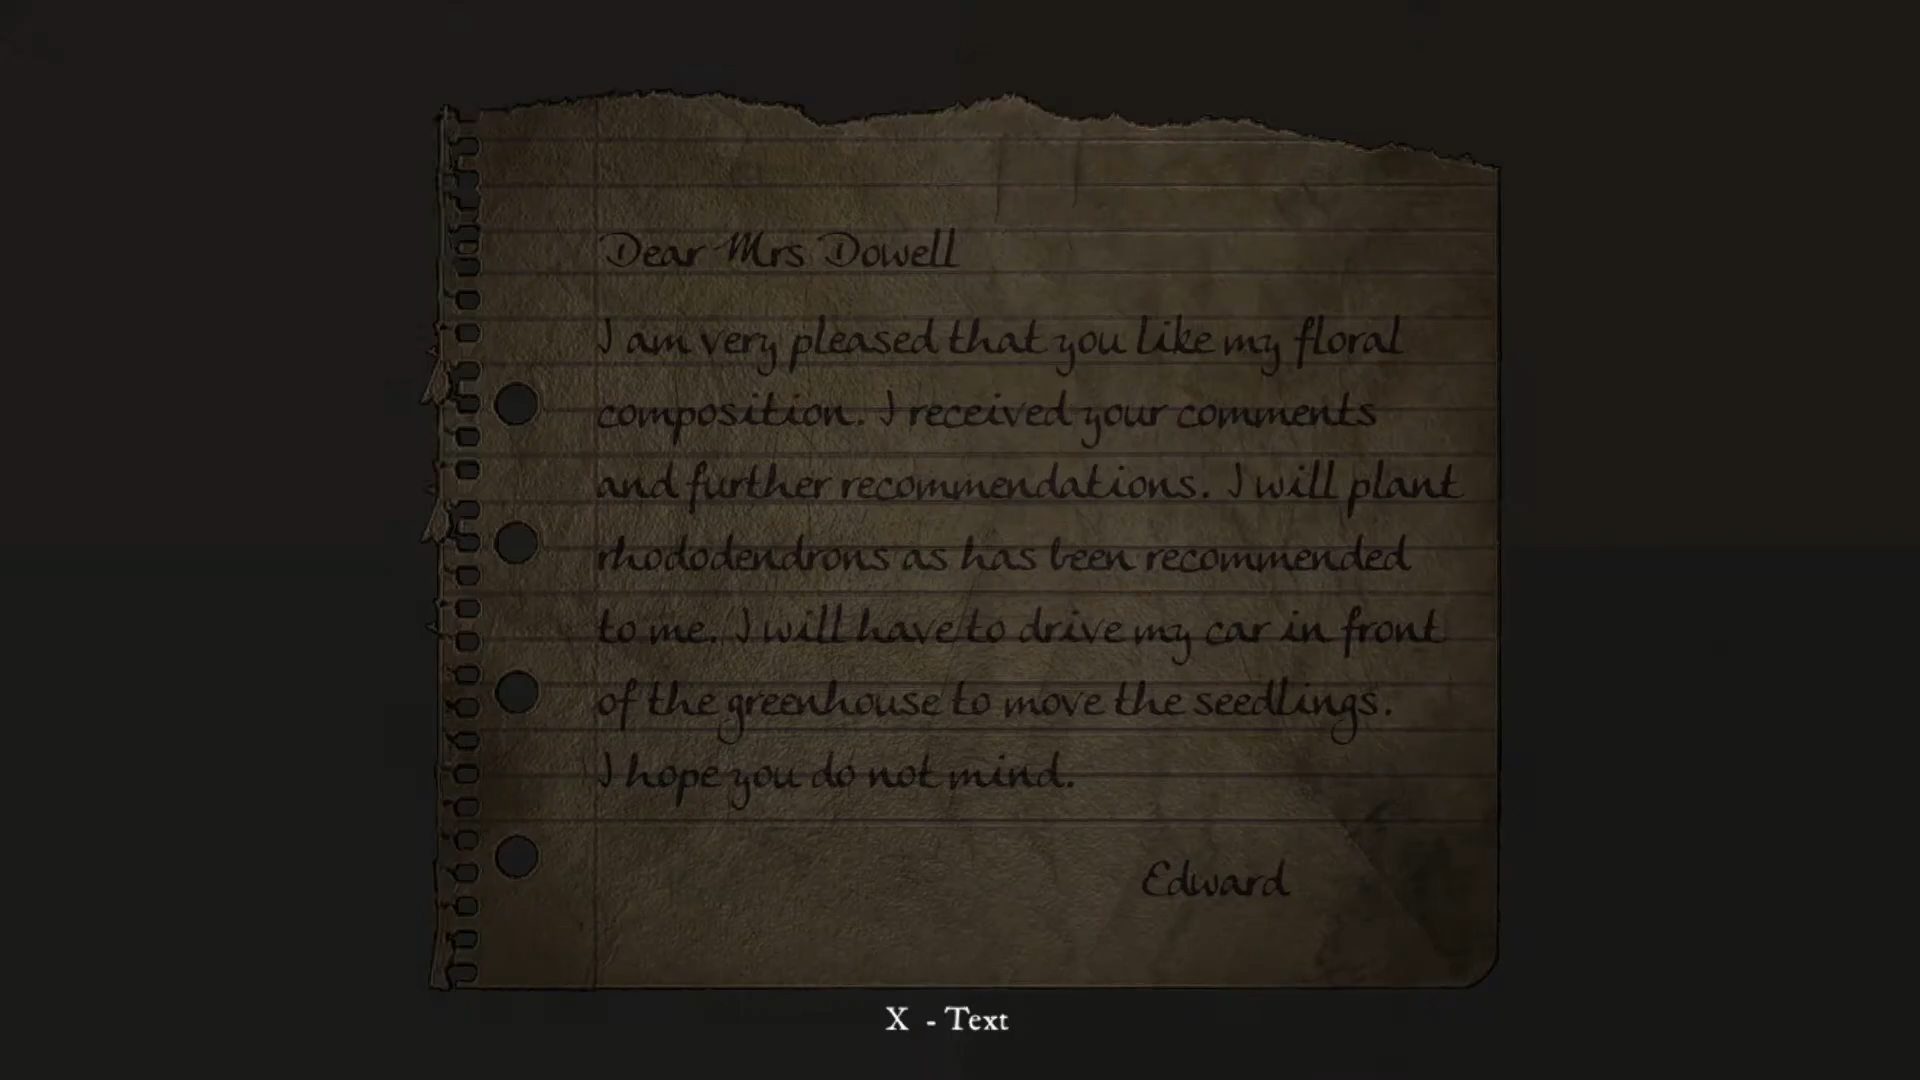 Dear Mrs Dowell
I am very pleased that you like my floral
composition. I received your comments
and further recommendations. I will plant
rhododendrons as has been recommended
to me. I will have to drive my car in front
of the greenhouse to move the seedlings.
I hope you do not mind.
Edward
X - Text